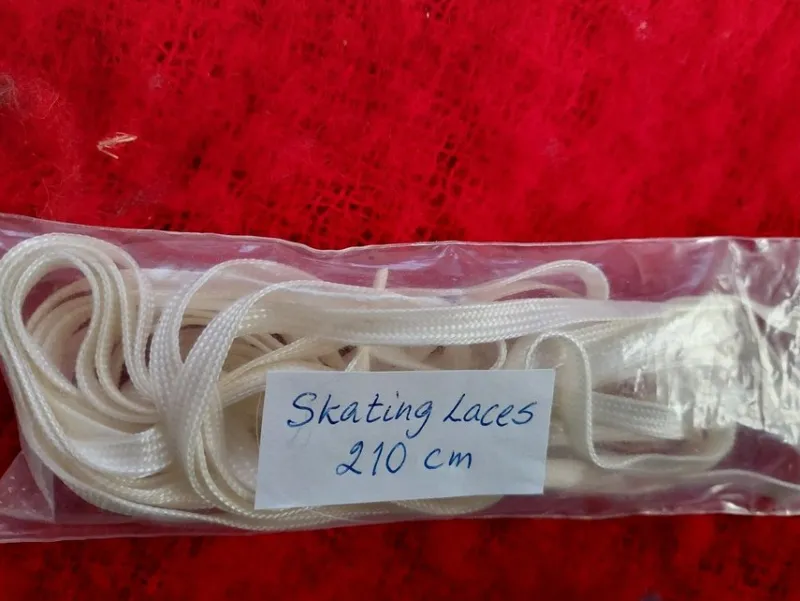 Skating Laces
210 cm